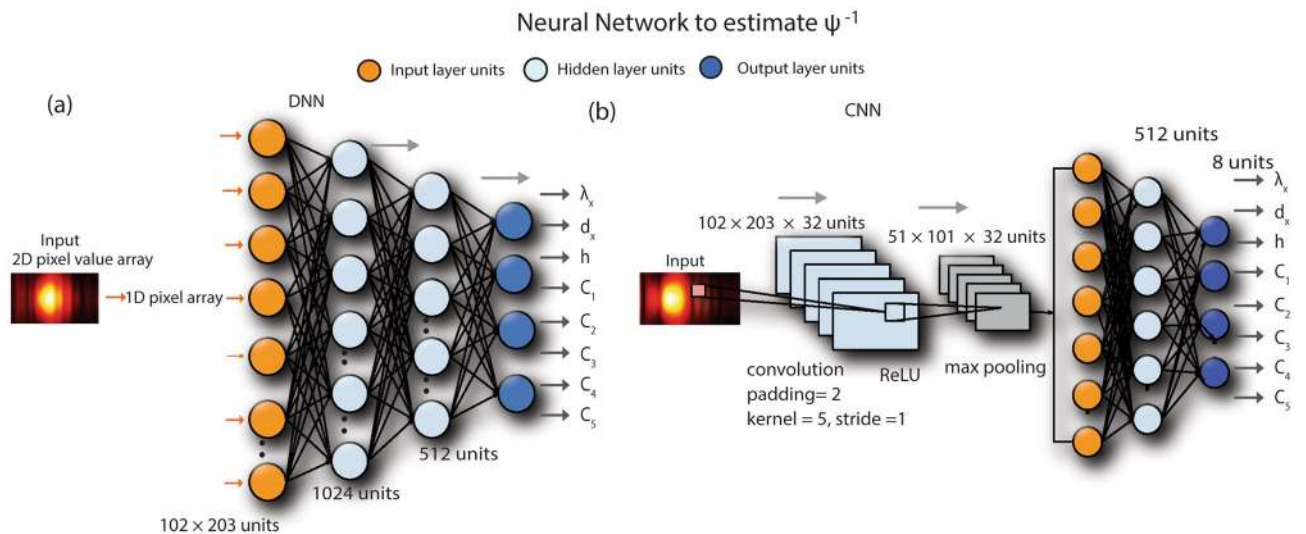 Neural Network to estimate ψ⁻¹
Input layer units
Hidden layer units
Output layer units
(a)
DNN
Input
2D pixel value array
1D pixel array
102 × 203 units
1024 units
512 units
λₓ
dₓ
h
C₁
C₂
C₃
C₄
C₅
(b)
CNN
Input
102 × 203 × 32 units
convolution
padding= 2
kernel = 5, stride =1
ReLU
51 × 101 × 32 units
max pooling
512 units
8 units
λₓ
dₓ
h
C₁
C₂
C₃
C₄
C₅